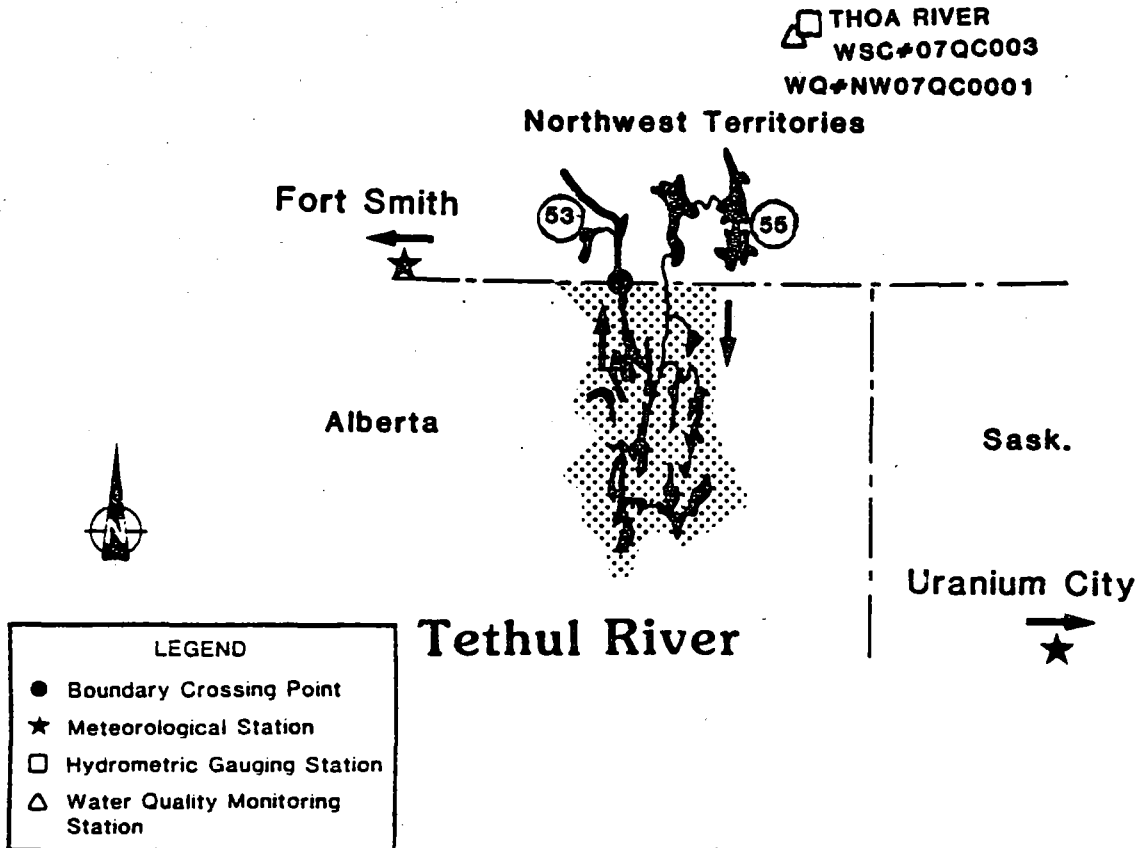 THOA RIVER
WSC#07QC003
WQ#NW07QC0001
Northwest Territories
Fort Smith
53
55
Alberta
Sask.
N
Uranium City
Tethul River
LEGEND
Boundary Crossing Point
Meteorological Station
Hydrometric Gauging Station
Water Quality Monitoring
Station